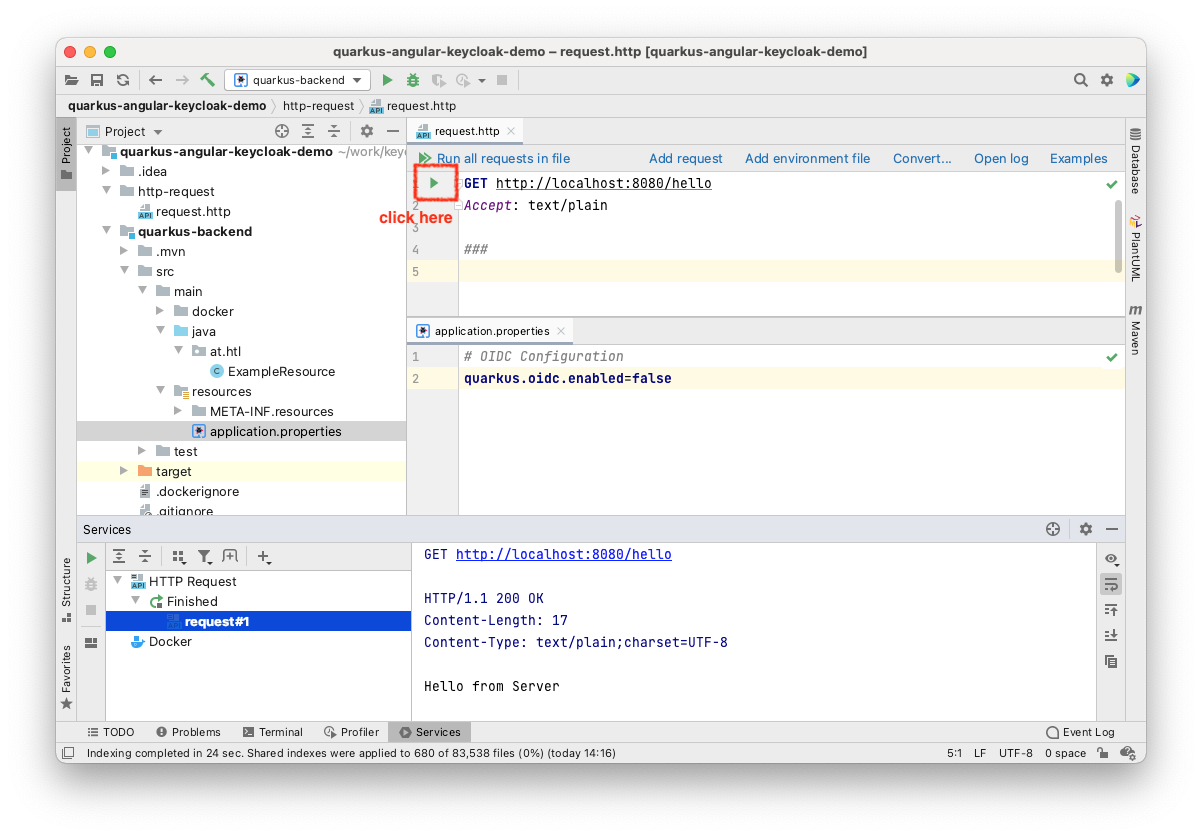 quarkus-angular-keycloak-demo – request.http [quarkus-angular-keycloak-demo]
quarkus-backend
quarkus-angular-keycloak-demo http-request API request.http
Project
Project
quarkus-angular-keycloak-demo ~/work/keyc
.idea
http-request
API request.http
quarkus-backend
.mvn
src
main
docker
java
at.htl
C ExampleResource
resources
META-INF.resources
application.properties
test
target
.dockerignore
.gitignore
API request.http
Run all requests in file Add request Add environment file Convert... Open log Examples
GET http://localhost:8080/hello
click here
2 Accept: text/plain
3
4 ###
5
application.properties
1 # OIDC Configuration
2 quarkus.oidc.enabled=false
Database
PlantUML
m Maven
Services
Structure
Favorites
API HTTP Request
Finished
API request#1
Docker
GET http://localhost:8080/hello
HTTP/1.1 200 OK
Content-Length: 17
Content-Type: text/plain;charset=UTF-8
Hello from Server
TODO Problems Terminal Profiler Services Event Log
Indexing completed in 24 sec. Shared indexes were applied to 680 of 83,538 files (0%) (today 14:16) 5:1 LF UTF-8 0 space